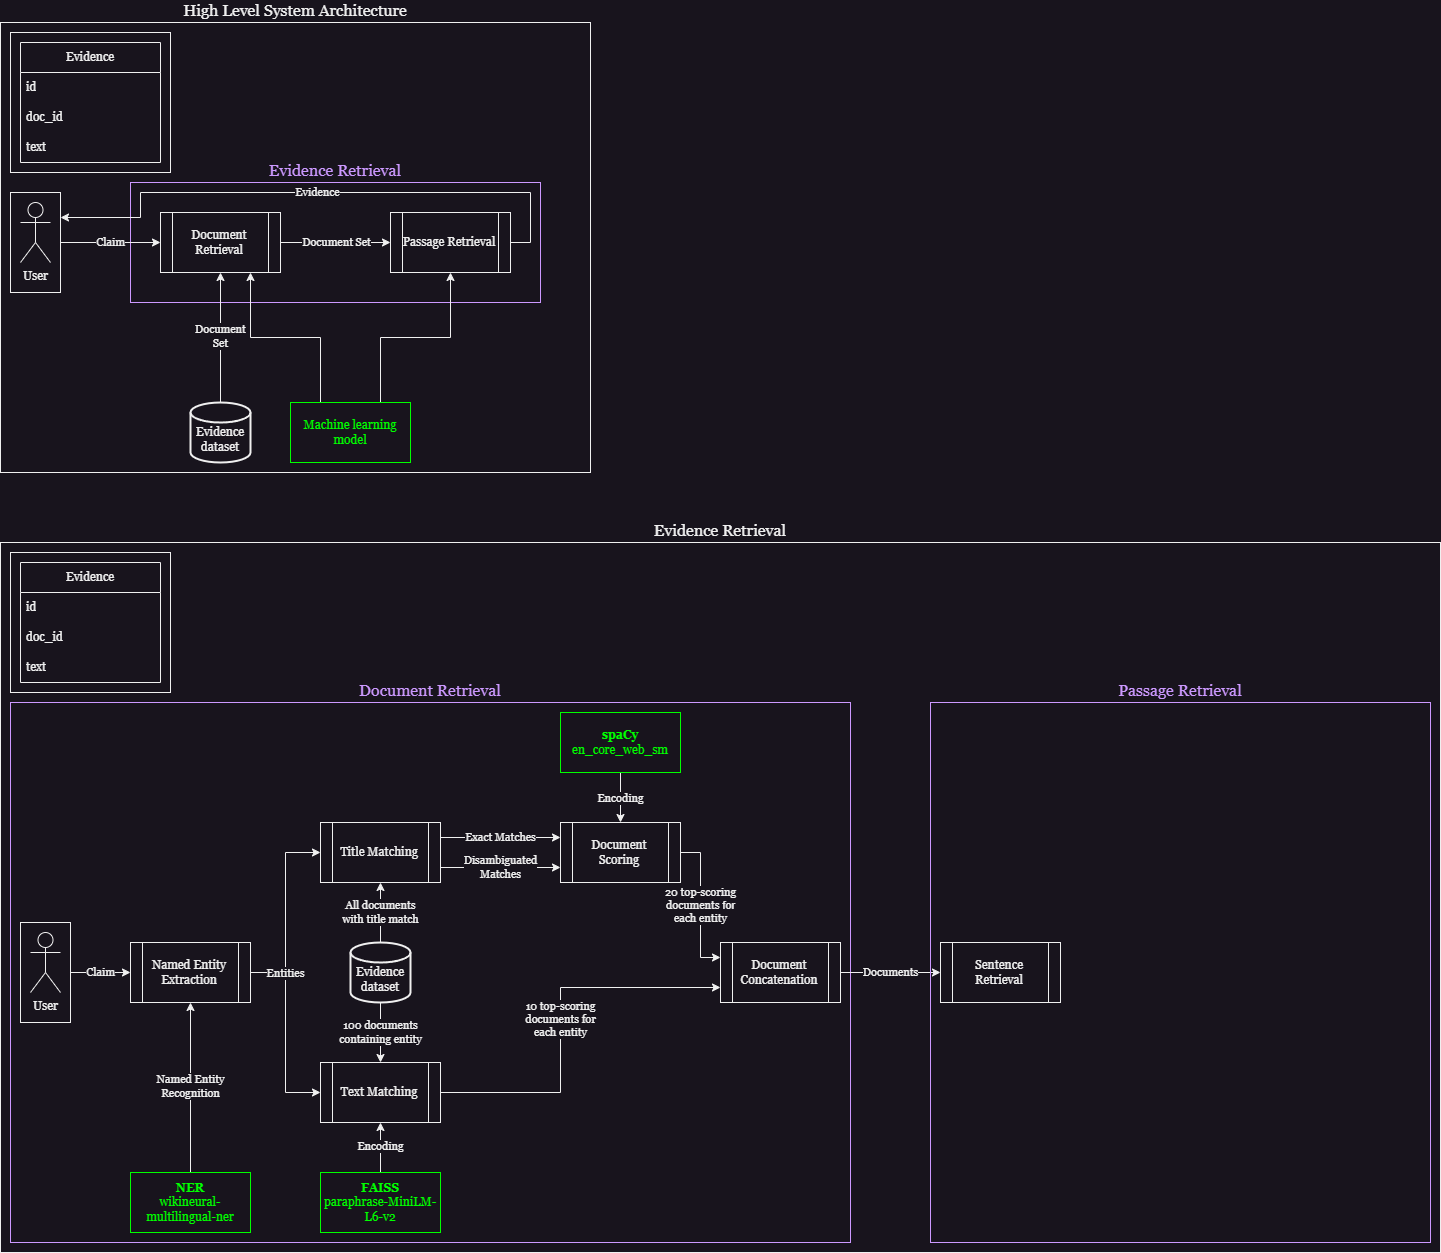 High Level System Architecture
Evidence
id
doc_id
text
Evidence Retrieval
Evidence
User
Claim
Document
Retrieval
Document Set
Passage Retrieval
Document
Set
Evidence
dataset
Machine learning
model
Evidence Retrieval
Evidence
id
doc_id
text
Document Retrieval
Passage Retrieval
spaCy
en_core_web_sm
Encoding
Title Matching
Exact Matches
Disambiguated
Matches
Document
Scoring
All documents
with title match
20 top-scoring
documents for
each entity
User
Claim
Named Entity
Extraction
Entities
Evidence
dataset
Document
Concatenation
Documents
Sentence
Retrieval
100 documents
containing entity
10 top-scoring
documents for
each entity
Named Entity
Recognition
Text Matching
Encoding
NER
wikineural-
multilingual-ner
FAISS
paraphrase-MiniLM-
L6-v2